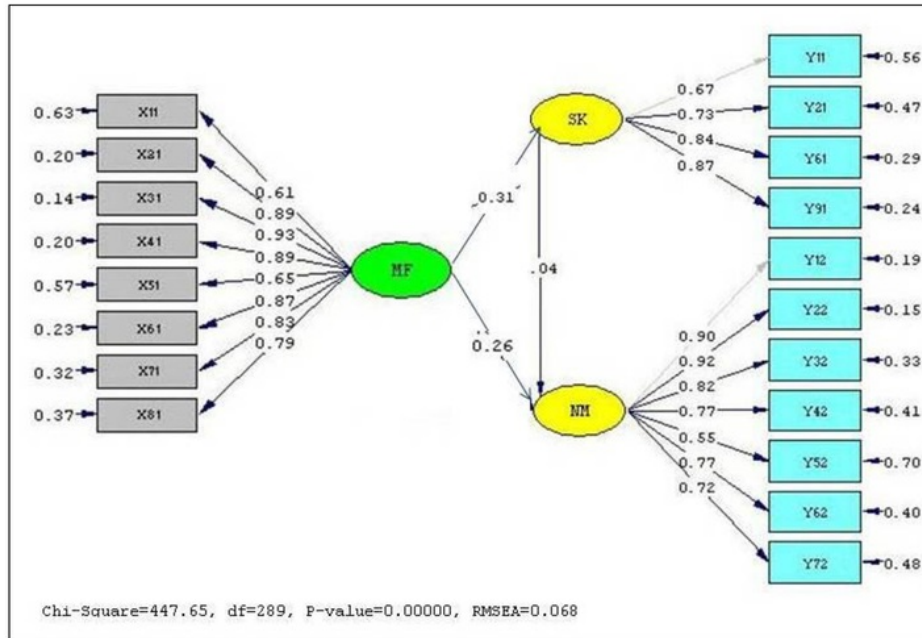 0.63 X11
0.20 X21
0.14 X31
0.20 X41
0.57 X51
0.23 X61
0.32 X71
0.37 X81
0.61
0.89
0.93
0.89
0.65
0.87
0.83
0.79
MF
0.31
0.26
SK
.04
NM
0.67
0.73
0.84
0.87
0.90
0.92
0.82
0.77
0.55
0.77
0.72
Y11 0.56
Y21 0.47
Y61 0.29
Y91 0.24
Y12 0.19
Y22 0.15
Y32 0.33
Y42 0.41
Y52 0.70
Y62 0.40
Y72 0.48
Chi-Square=447.65, df=289, P-value=0.00000, RMSEA=0.068